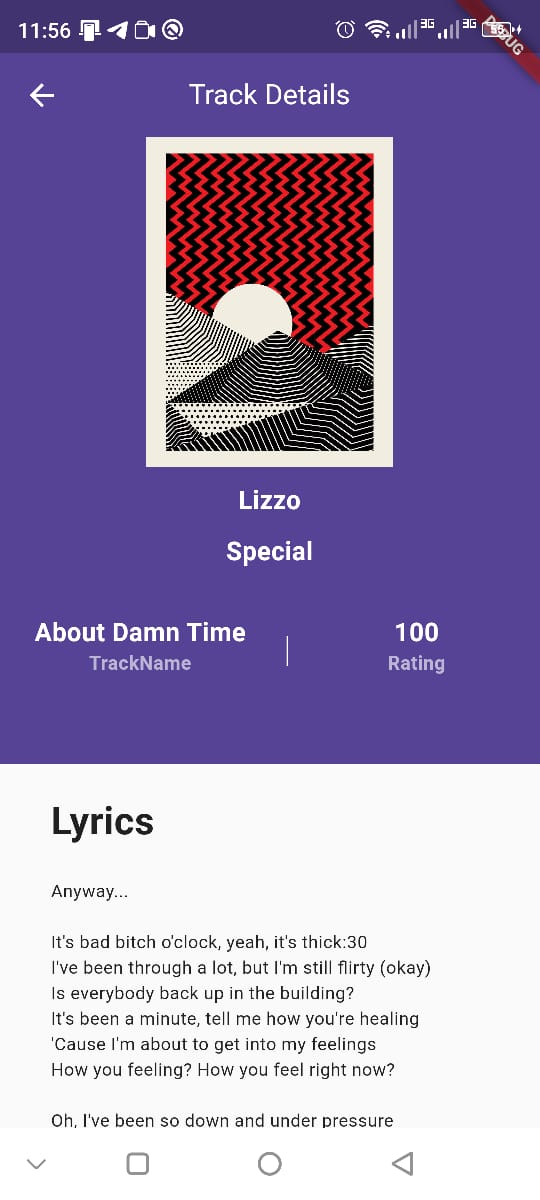 11:56
3G 3G
DEBUG
Track Details
Lizzo
Special
About Damn Time
TrackName
100
Rating
Lyrics
Anyway...
It's bad bitch o'clock, yeah, it's thick:30
I've been through a lot, but I'm still flirty (okay)
Is everybody back up in the building?
It's been a minute, tell me how you're healing
'Cause I'm about to get into my feelings
How you feeling? How you feel right now?
Oh, I've been so down and under pressure